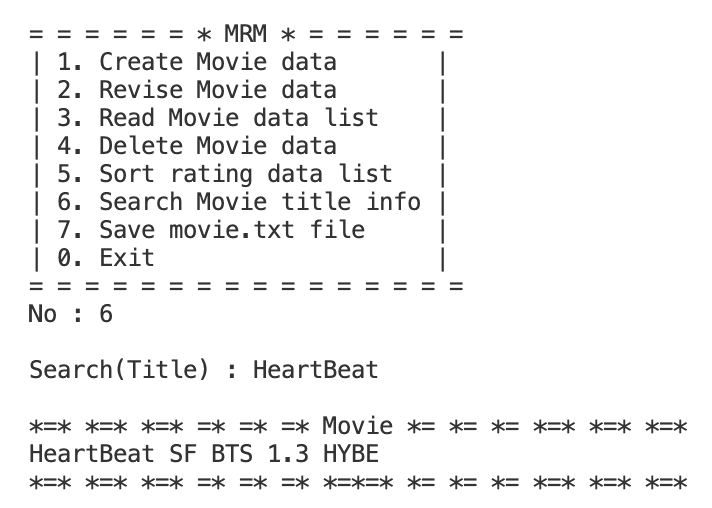 = = = = = = * MRM * = = = = = =
| 1. Create Movie data       |
| 2. Revise Movie data       |
| 3. Read Movie data list    |
| 4. Delete Movie data       |
| 5. Sort rating data list   |
| 6. Search Movie title info |
| 7. Save movie.txt file     |
| 0. Exit                    |
= = = = = = = = = = = = = = = =
No : 6

Search(Title) : HeartBeat

*=* *=* *=* =* =* =* Movie *= *= *= *=* *=* *=*
HeartBeat SF BTS 1.3 HYBE
*=* *=* *=* =* =* =* *=*=* *= *= *= *=* *=* *=*